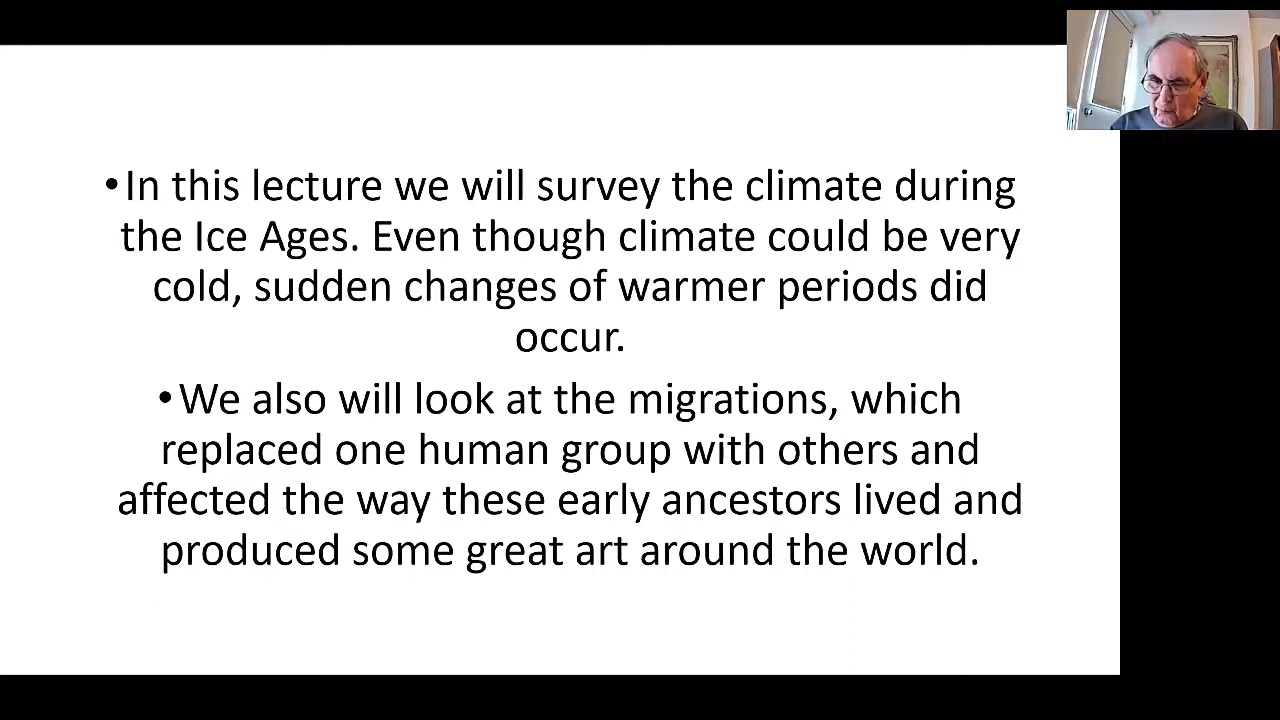 •In this lecture we will survey the climate during
the Ice Ages. Even though climate could be very
cold, sudden changes of warmer periods did
occur.
•We also will look at the migrations, which
replaced one human group with others and
affected the way these early ancestors lived and
produced some great art around the world.